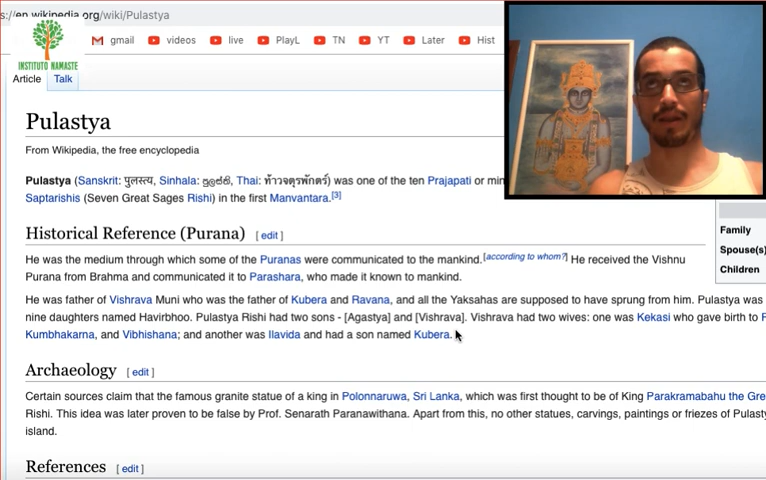 s://en.wikipedia.org/wiki/Pulastya
gmail videos live PlayL TN YT Later Hist
INSTITUTO NAMASTE
Article Talk
Pulastya
From Wikipedia, the free encyclopedia
Pulastya (Sanskrit: पुलस्त्य, Sinhala: පුලස්ති, Thai: ท้าวจตุรพักตร์) was one of the ten Prajapati or
Saptarishis (Seven Great Sages Rishi) in the first Manvantara.[3]
Family
Spouse(s)
Children
Historical Reference (Purana) [ edit ]
He was the medium through which some of the Puranas were communicated to the mankind.[according to whom?] He received the Vishnu
Purana from Brahma and communicated it to Parashara, who made it known to mankind.
He was father of Vishrava Muni who was the father of Kubera and Ravana, and all the Yaksahas are supposed to have sprung from him. Pulastya was
nine daughters named Havirbhoo. Pulastya Rishi had two sons - [Agastya] and [Vishrava]. Vishrava had two wives: one was Kekasi who gave birth to
Kumbhakarna, and Vibhishana; and another was Ilavida and had a son named Kubera.
Archaeology [ edit ]
Certain sources claim that the famous granite statue of a king in Polonnaruwa, Sri Lanka, which was first thought to be of King Parakramabahu the
Rishi. This idea was later proven to be false by Prof. Senarath Paranawithana. Apart from this, no other statues, carvings, paintings or friezes of
island.
References [ edit ]